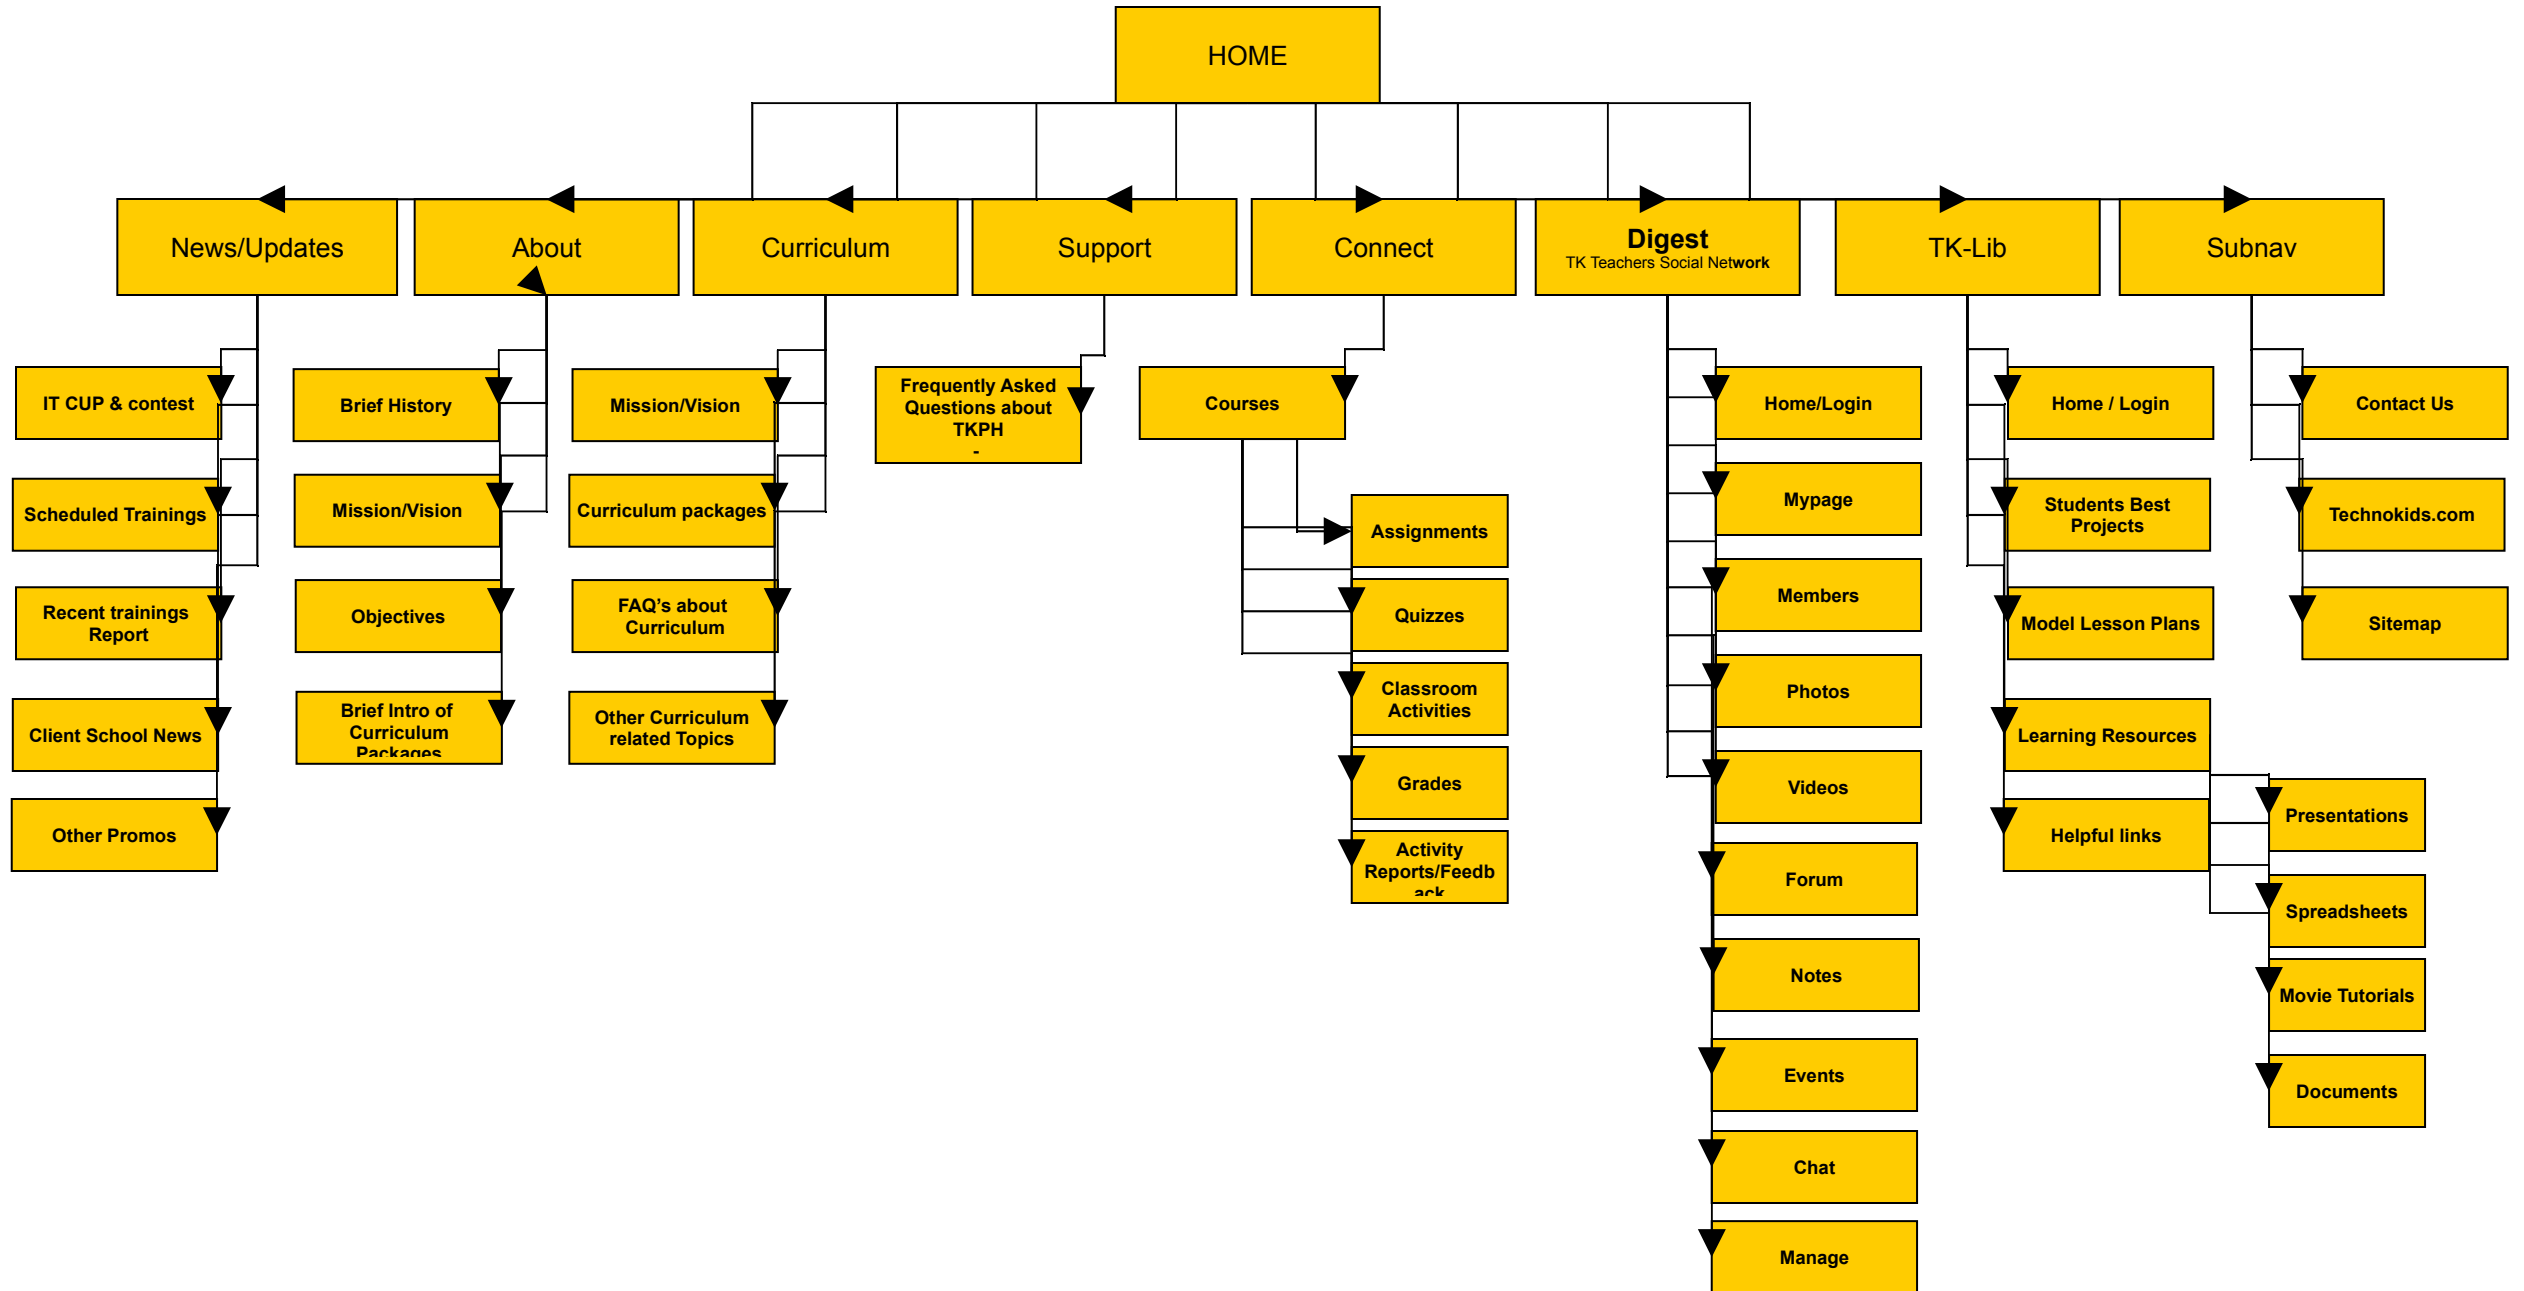 HOME
News/Updates
About
Curriculum
Support
Connect
Digest
TK Teachers Social Network
TK-Lib
Subnav
IT CUP & contest
Scheduled Trainings
Recent trainings
Report
Client School News
Other Promos
Brief History
Mission/Vision
Objectives
Brief Intro of
Curriculum
Packages
Mission/Vision
Curriculum packages
FAQ's about
Curriculum
Other Curriculum
related Topics
Frequently Asked
Questions about
TKPH
-
Courses
Assignments
Quizzes
Classroom
Activities
Grades
Activity
Reports/Feedb
ack
Home/Login
Mypage
Members
Photos
Videos
Forum
Notes
Events
Chat
Manage
Home / Login
Students Best
Projects
Model Lesson Plans
Learning Resources
Helpful links
Presentations
Spreadsheets
Movie Tutorials
Documents
Contact Us
Technokids.com
Sitemap